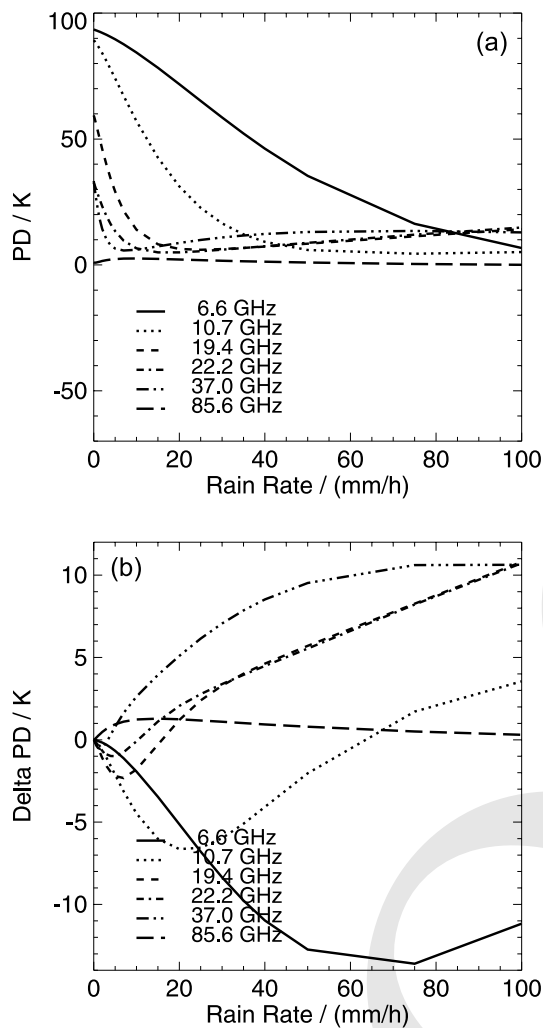 100
(a)
50
0
-50
PD / K
6.6 GHz
10.7 GHz
19.4 GHz
22.2 GHz
37.0 GHz
85.6 GHz
0 20 40 60 80 100
Rain Rate / (mm/h)
(b)
10
5
0
-5
-10
Delta PD / K
6.6 GHz
10.7 GHz
19.4 GHz
22.2 GHz
37.0 GHz
85.6 GHz
0 20 40 60 80 100
Rain Rate / (mm/h)